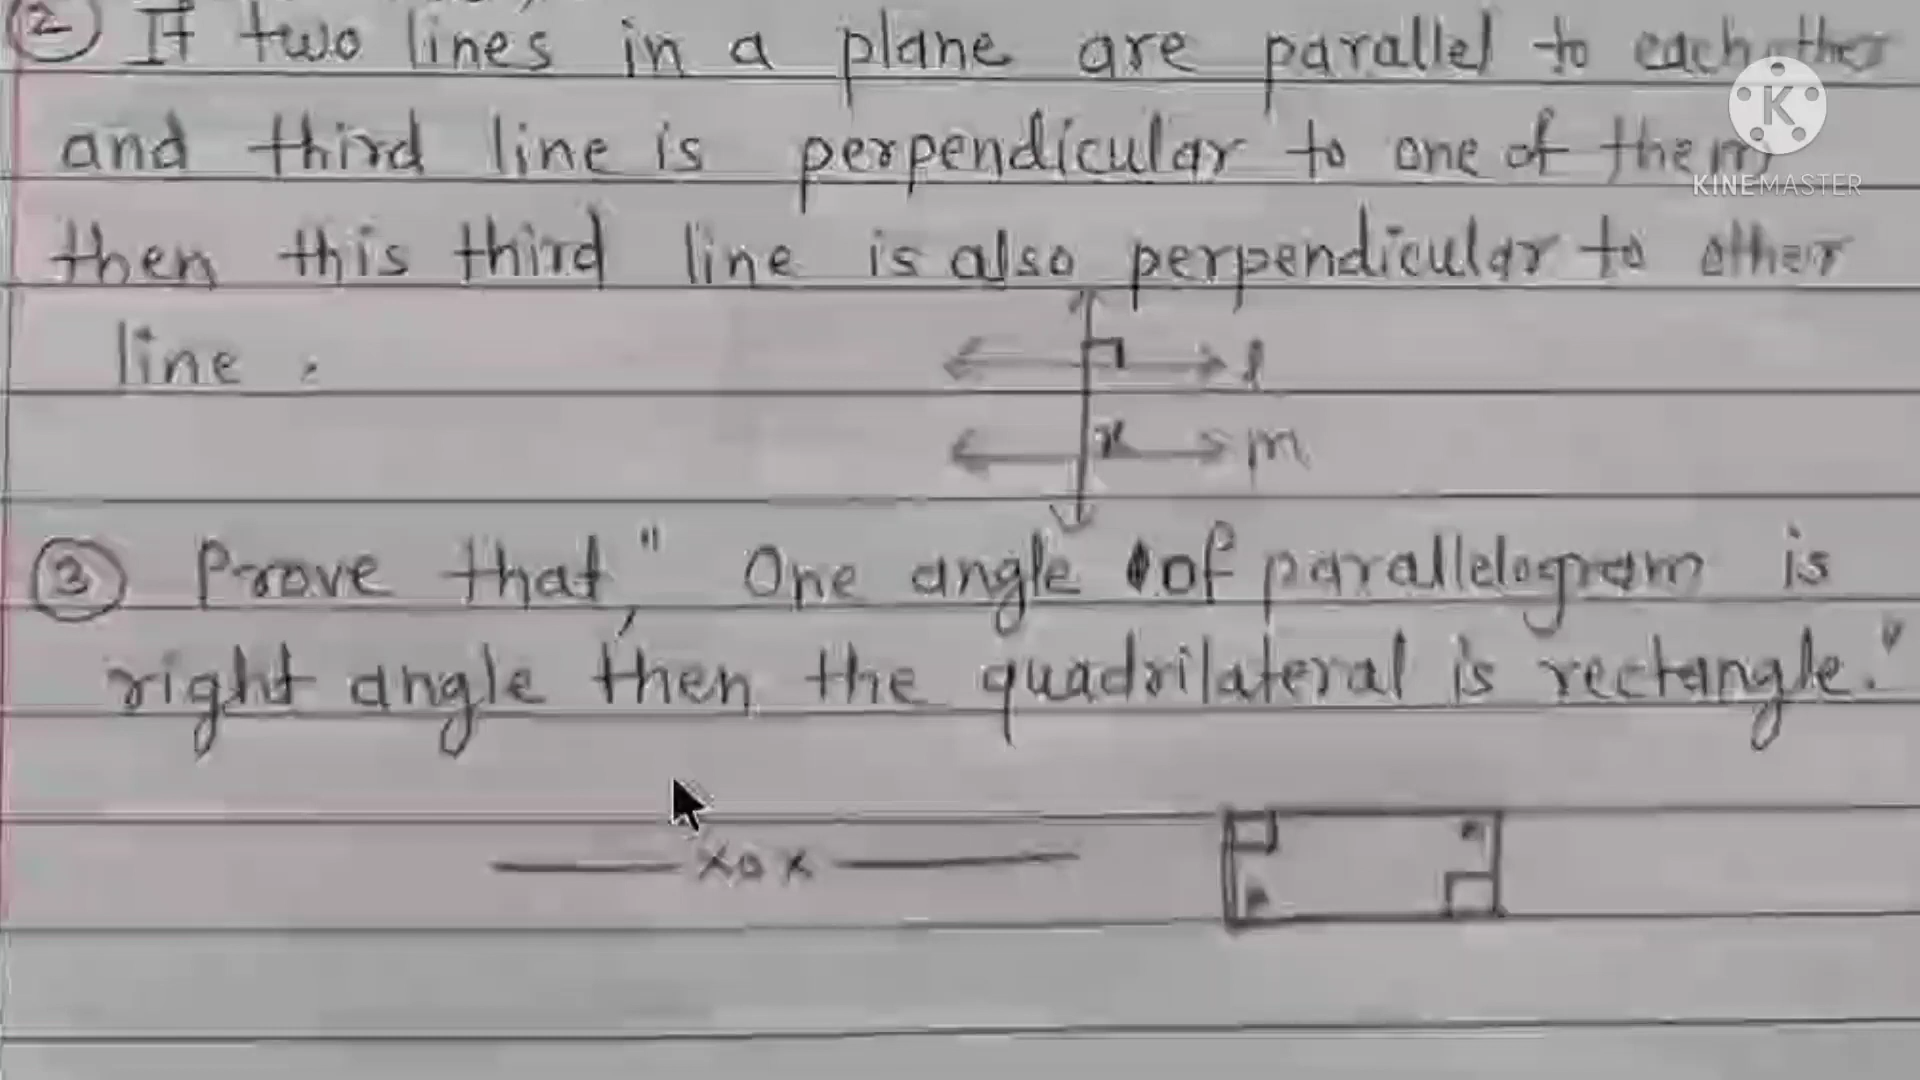 ② If two lines in a plane are parallel to each other
and third line is perpendicular to one of them
then this third line is also perpendicular to other
line.
l
x m
③ Prove that, " One angle of parallelogram is
right angle then the quadrilateral is rectangle."
x o x
K
KINEMASTER